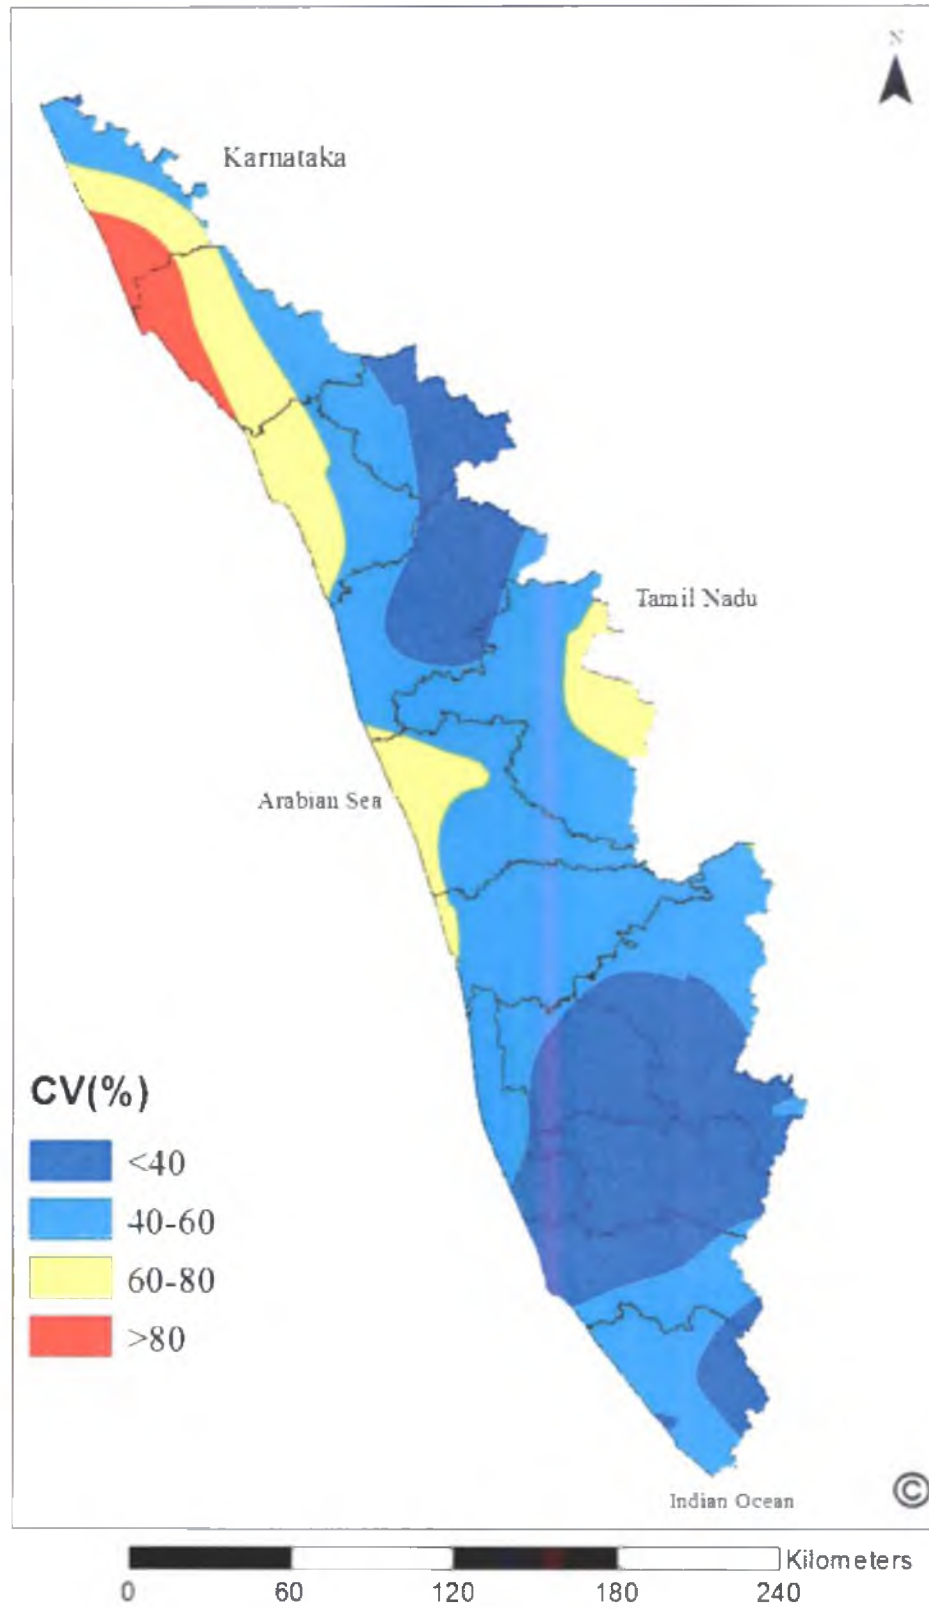 N
Karnataka
Tamil Nadu
Arabian Sea
CV(%)
<40
40-60
60-80
>80
Indian Ocean
©
Kilometers
0 60 120 180 240